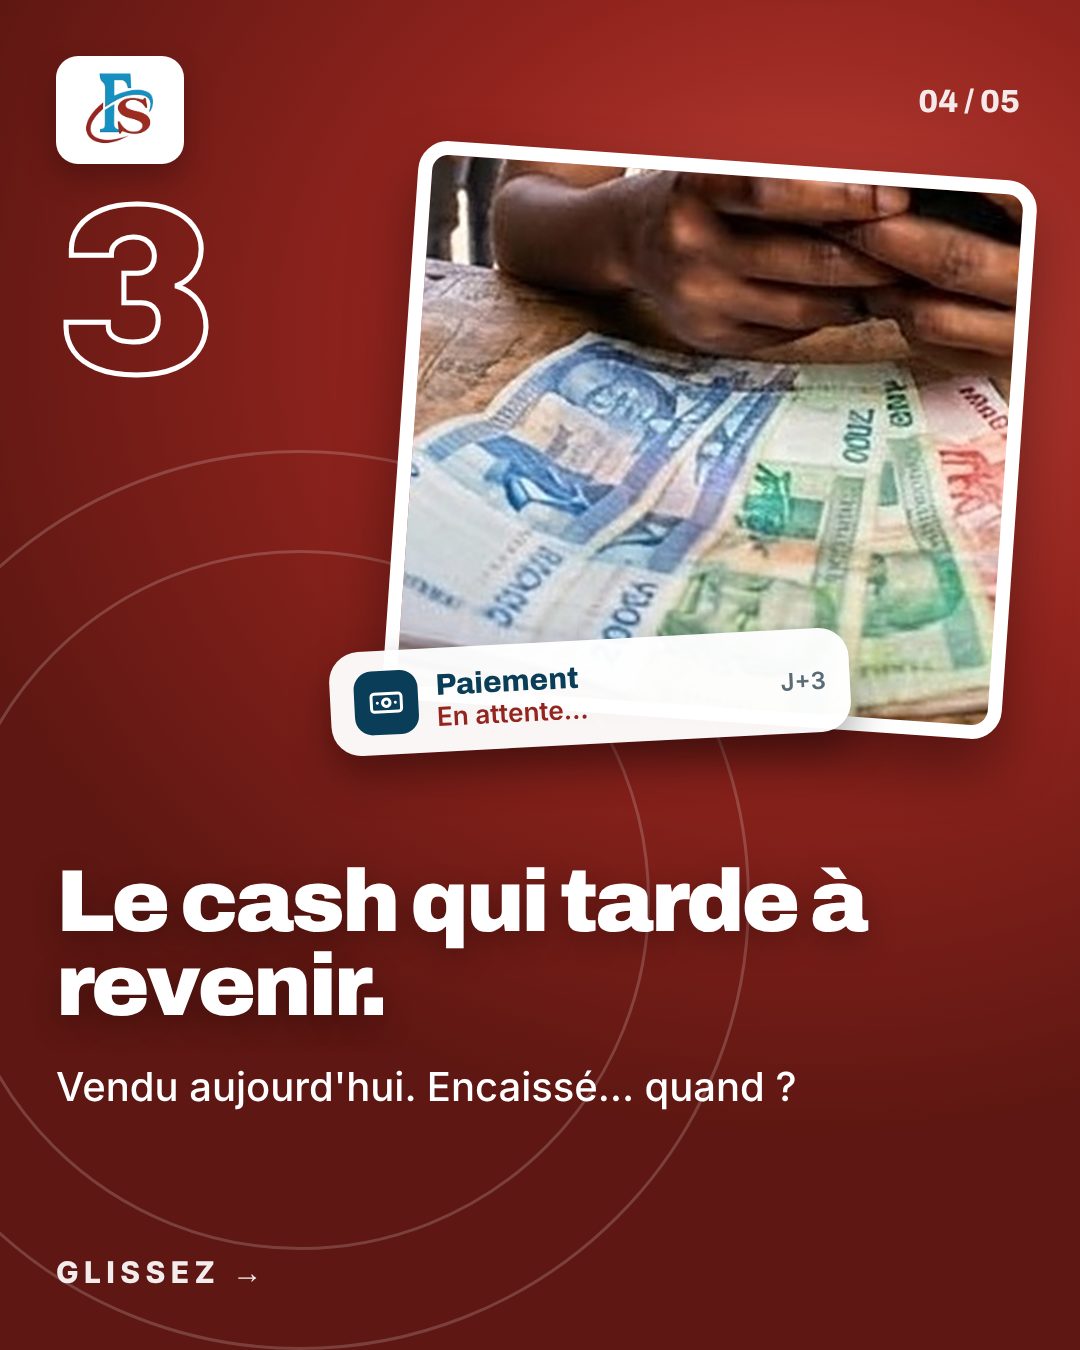 FS
04 / 05
3
Paiement
En attente...
J+3
Le cash qui tarde à
revenir.
Vendu aujourd'hui. Encaissé... quand ?
GLISSEZ →